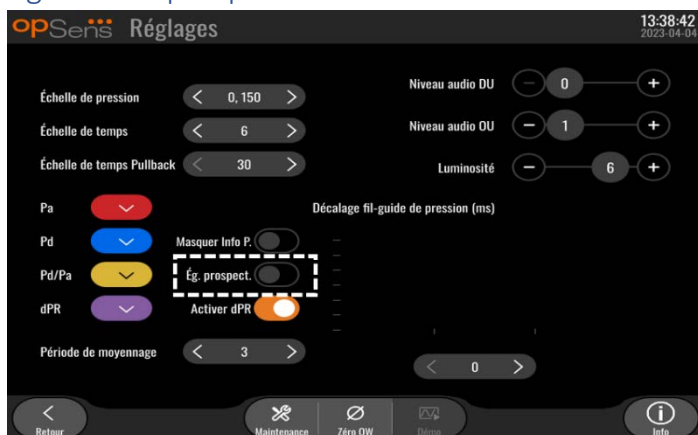 opSens Réglages
13:38:42
2023-04-04
Échelle de pression
0, 150
Niveau audio DU
0
Échelle de temps
6
Niveau audio OU
1
Échelle de temps Pullback
30
Luminosité
6
Pa
Décalage fil-guide de pression (ms)
Pd
Masquer Info P.
Pd/Pa
Ég. prospect.
dPR
Activer dPR
Période de moyennage
3
0
Retour
Maintenance
Zéro OW
Démo
Info